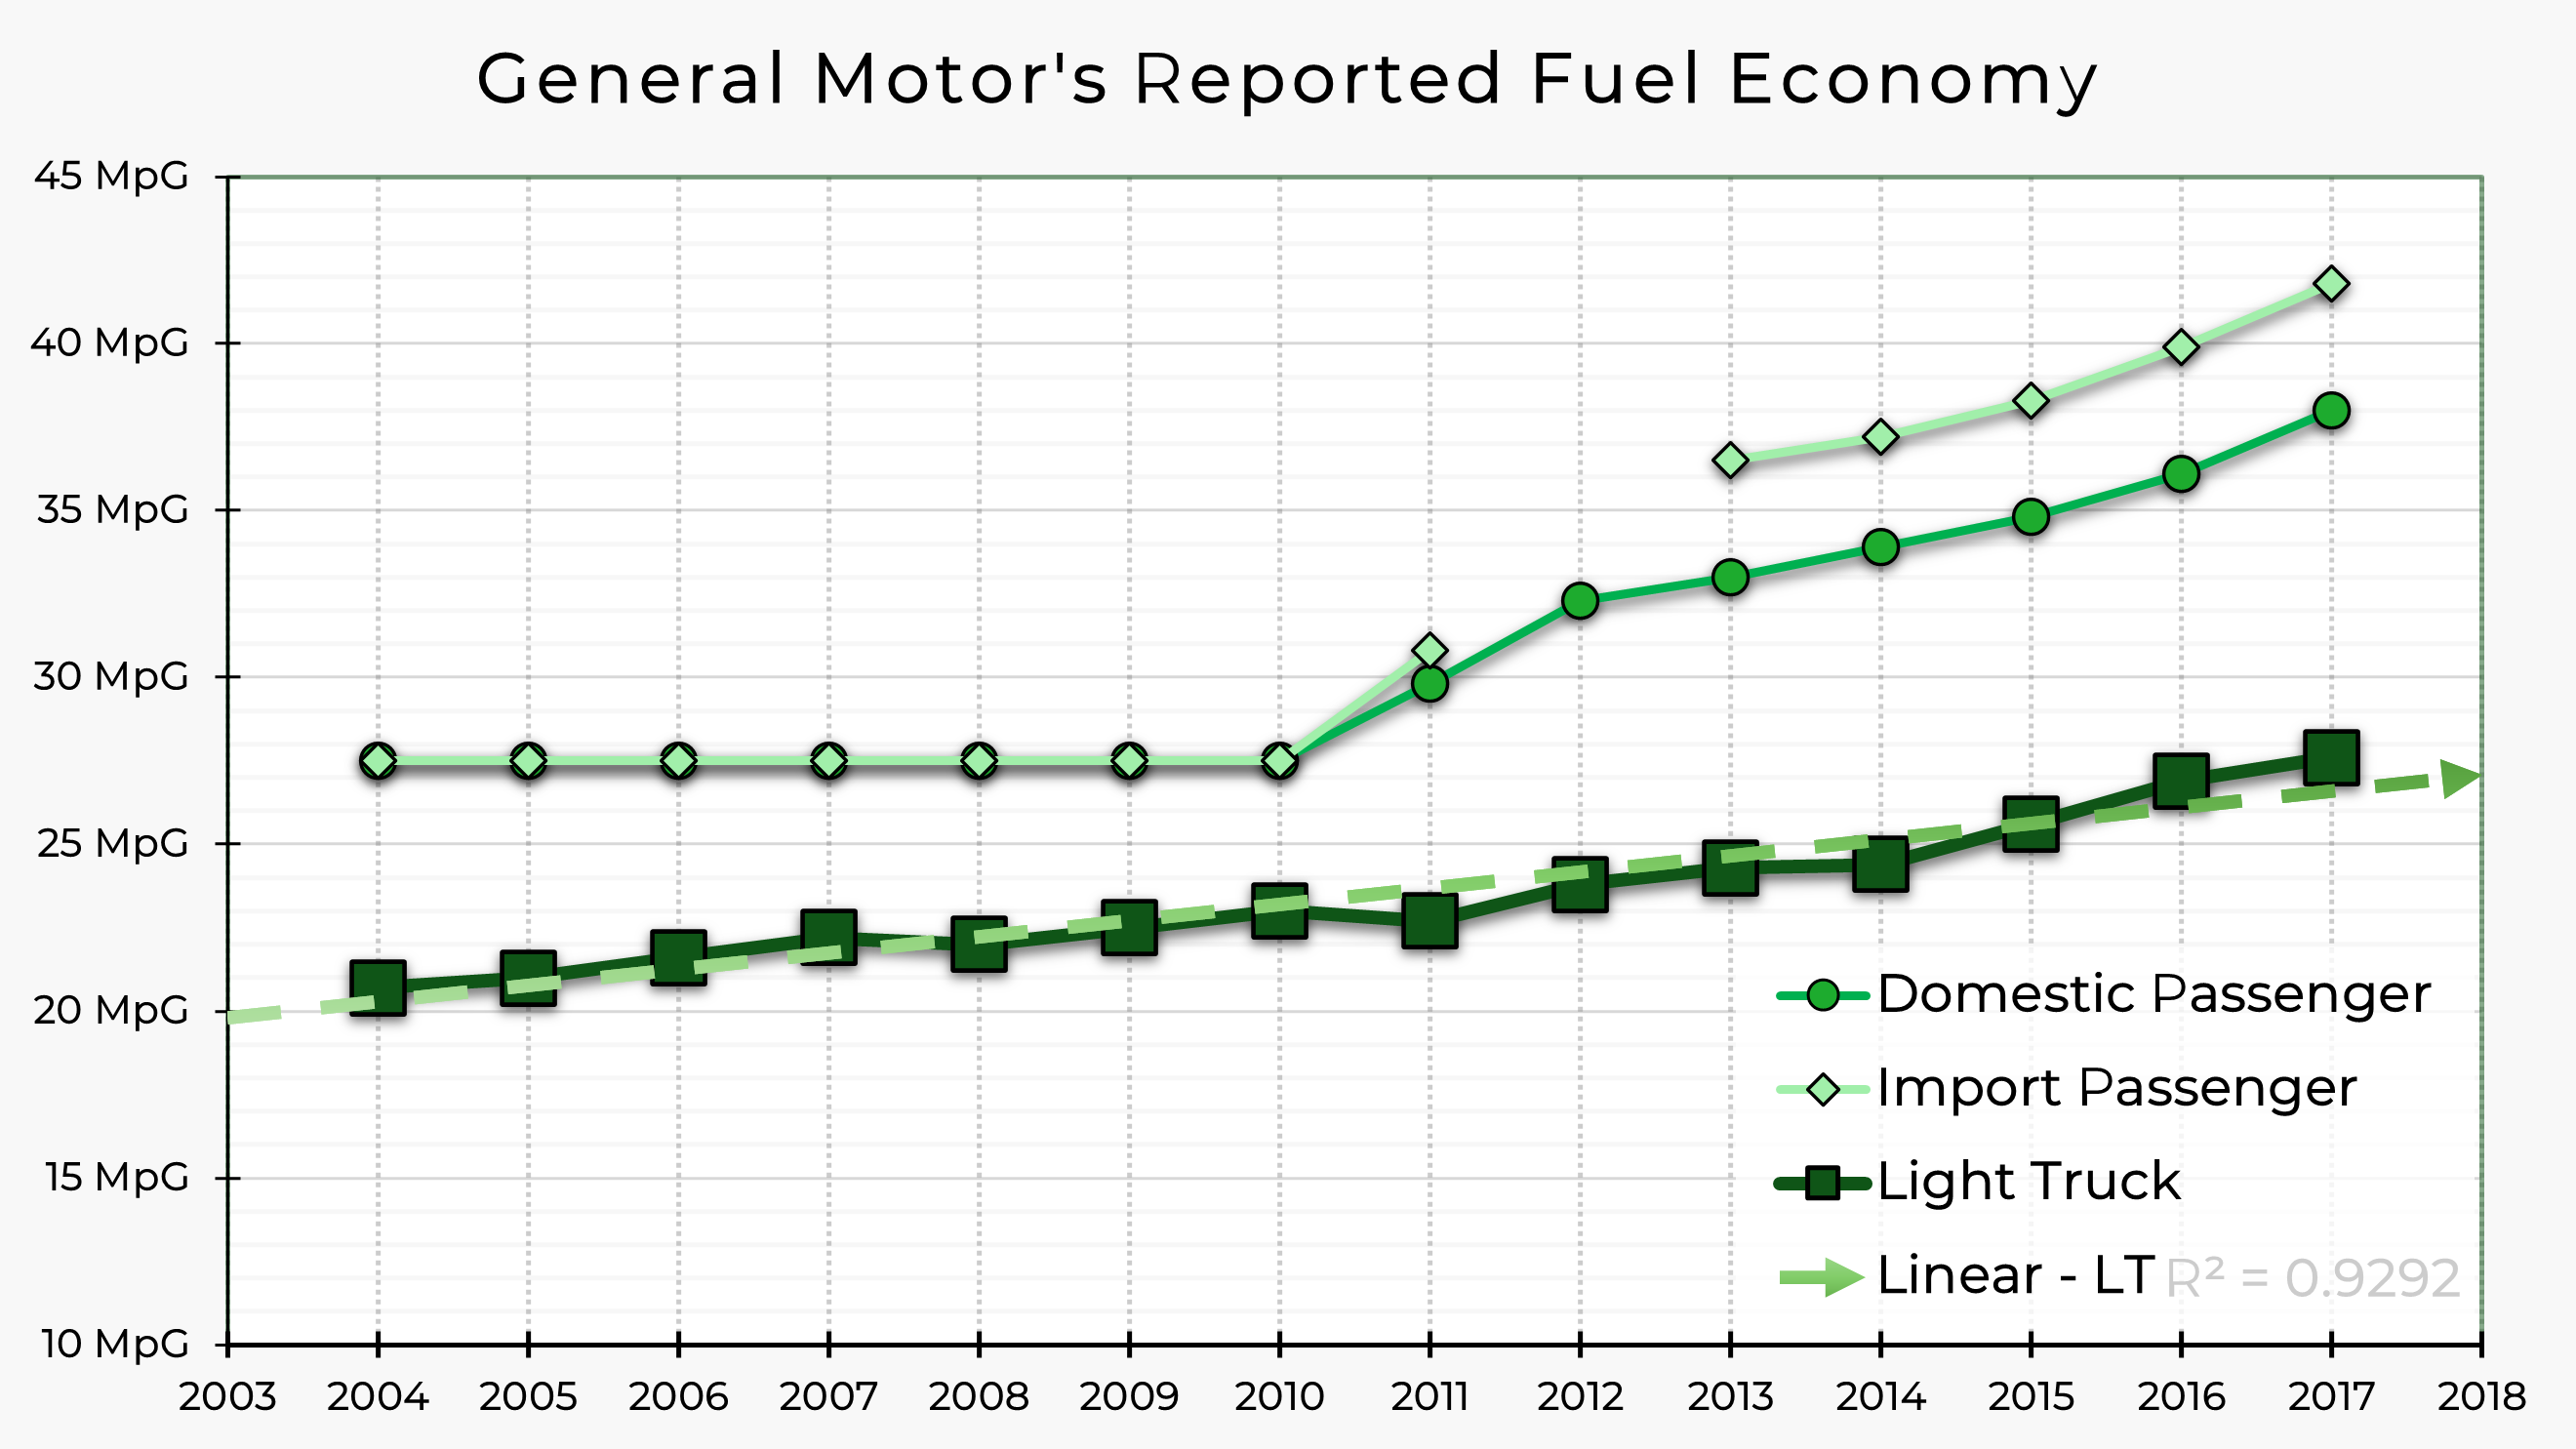 General Motor's Reported Fuel Economy
45 MpG
40 MpG
35 MpG
30 MpG
25 MpG
20 MpG
15 MpG
10 MpG
Domestic Passenger
Import Passenger
Light Truck
Linear - LT R² = 0.9292
2003 2004 2005 2006 2007 2008 2009 2010 2011 2012 2013 2014 2015 2016 2017 2018